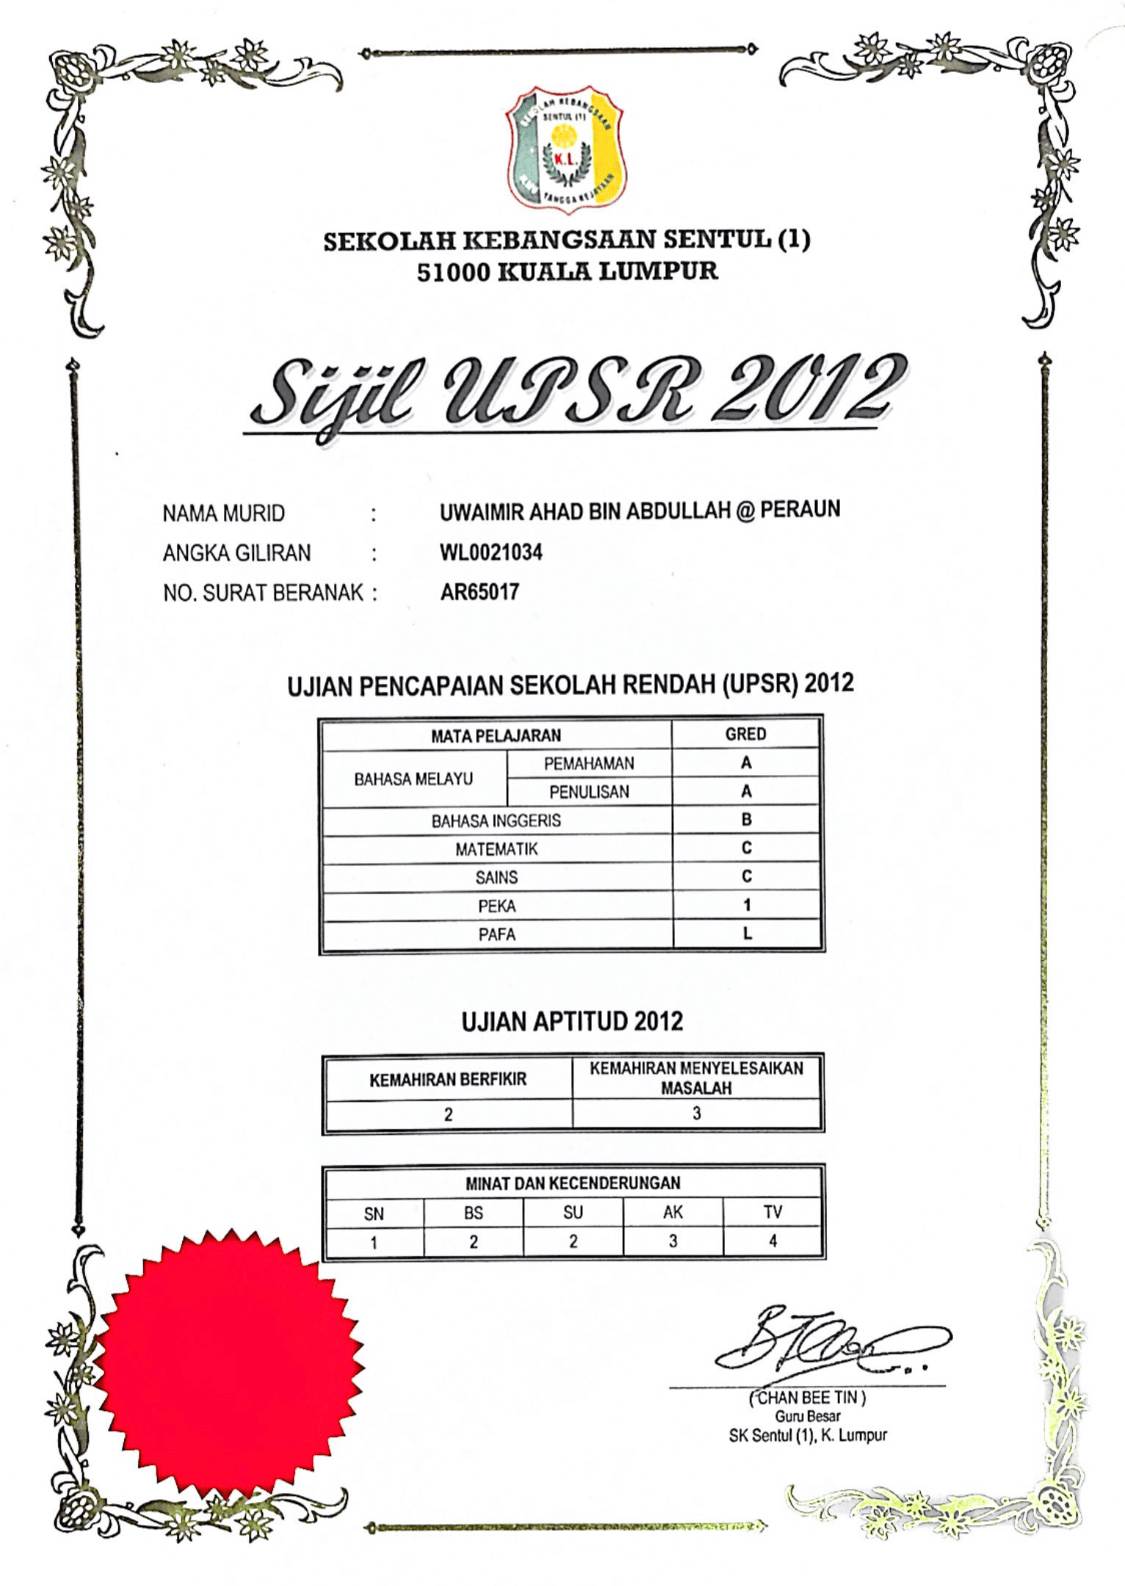 SEKOLAH KEBANGSAAN
SENTUL (1)
K.L.
TANGGA KEJAYAAN
SEKOLAH KEBANGSAAN SENTUL (1)
51000 KUALA LUMPUR
Sijil UPSR 2012
NAMA MURID : UWAIMIR AHAD BIN ABDULLAH @ PERAUN
ANGKA GILIRAN : WL0021034
NO. SURAT BERANAK : AR65017
UJIAN PENCAPAIAN SEKOLAH RENDAH (UPSR) 2012
MATA PELAJARAN GRED
BAHASA MELAYU PEMAHAMAN A
PENULISAN A
BAHASA INGGERIS B
MATEMATIK C
SAINS C
PEKA 1
PAFA L
UJIAN APTITUD 2012
KEMAHIRAN BERFIKIR KEMAHIRAN MENYELESAIKAN
MASALAH
2 3
MINAT DAN KECENDERUNGAN
SN BS SU AK TV
1 2 2 3 4
( CHAN BEE TIN )
Guru Besar
SK Sentul (1), K. Lumpur